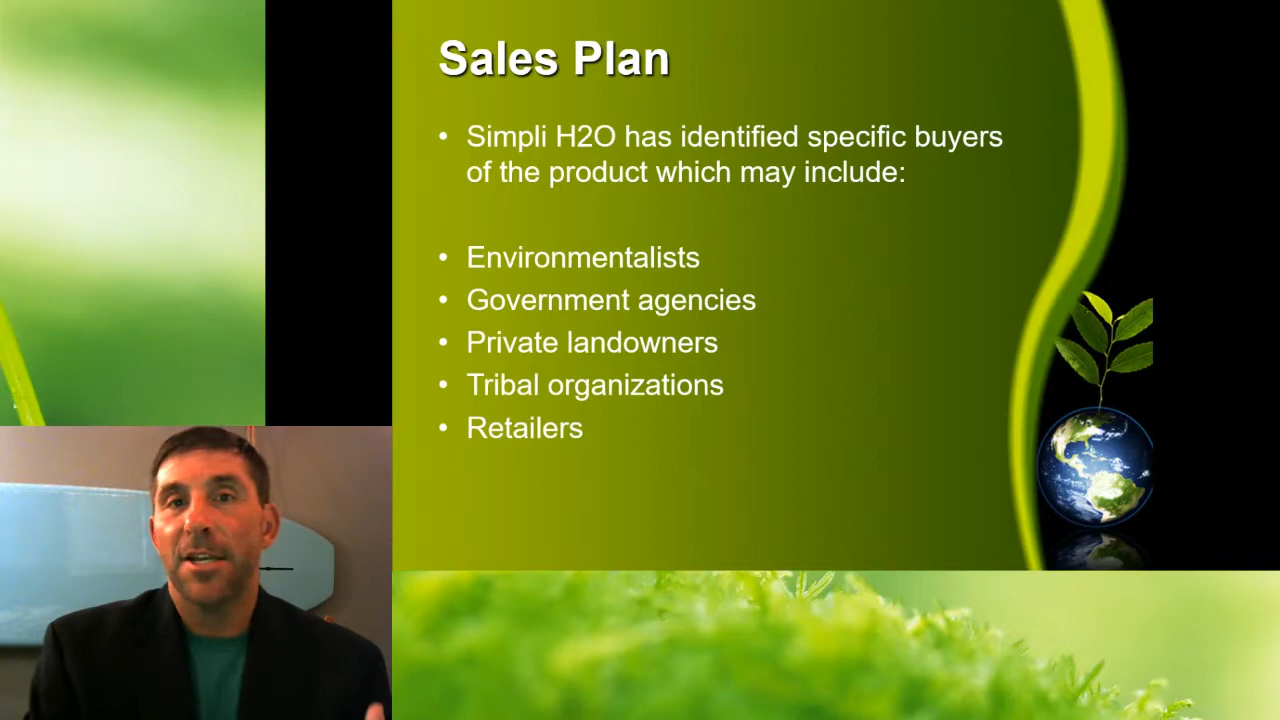 Sales Plan
• Simpli H2O has identified specific buyers
of the product which may include:
• Environmentalists
• Government agencies
• Private landowners
• Tribal organizations
• Retailers